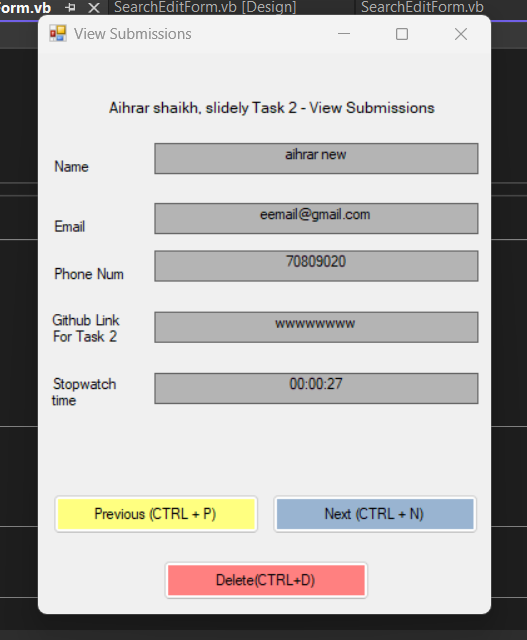 Form.vb
SearchEditForm.vb [Design]
SearchEditForm.vb
View Submissions
Aihrar shaikh, slidely Task 2 - View Submissions
Name
aihrar new
Email
eemail@gmail.com
Phone Num
70809020
Github Link
For Task 2
wwwwwwww
Stopwatch
time
00:00:27
Previous (CTRL + P)
Next (CTRL + N)
Delete(CTRL+D)